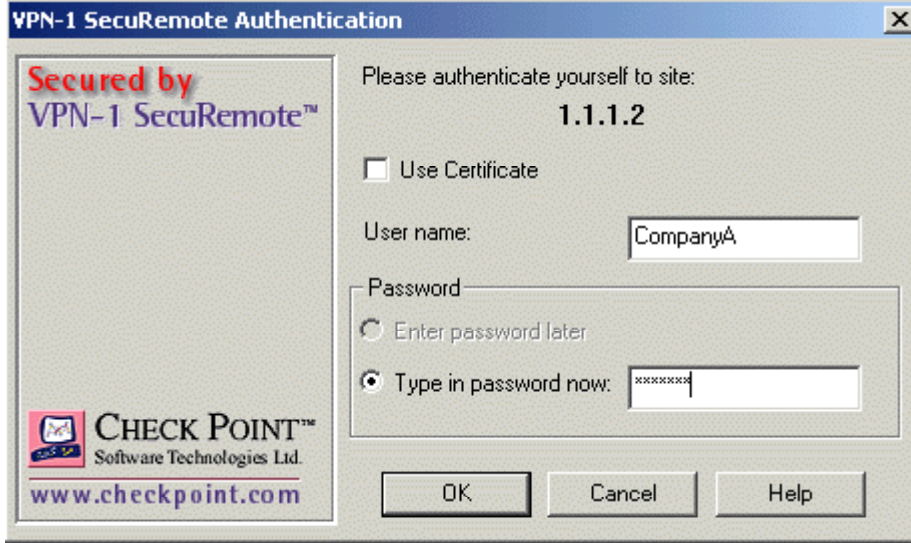 VPN-1 SecuRemote Authentication
Secured by
VPN-1 SecuRemote™
Please authenticate yourself to site:
1.1.1.2
Use Certificate
User name:
CompanyA
Password
Enter password later
Type in password now:
*******
CHECK POINT™
Software Technologies Ltd.
www.checkpoint.com
OK
Cancel
Help